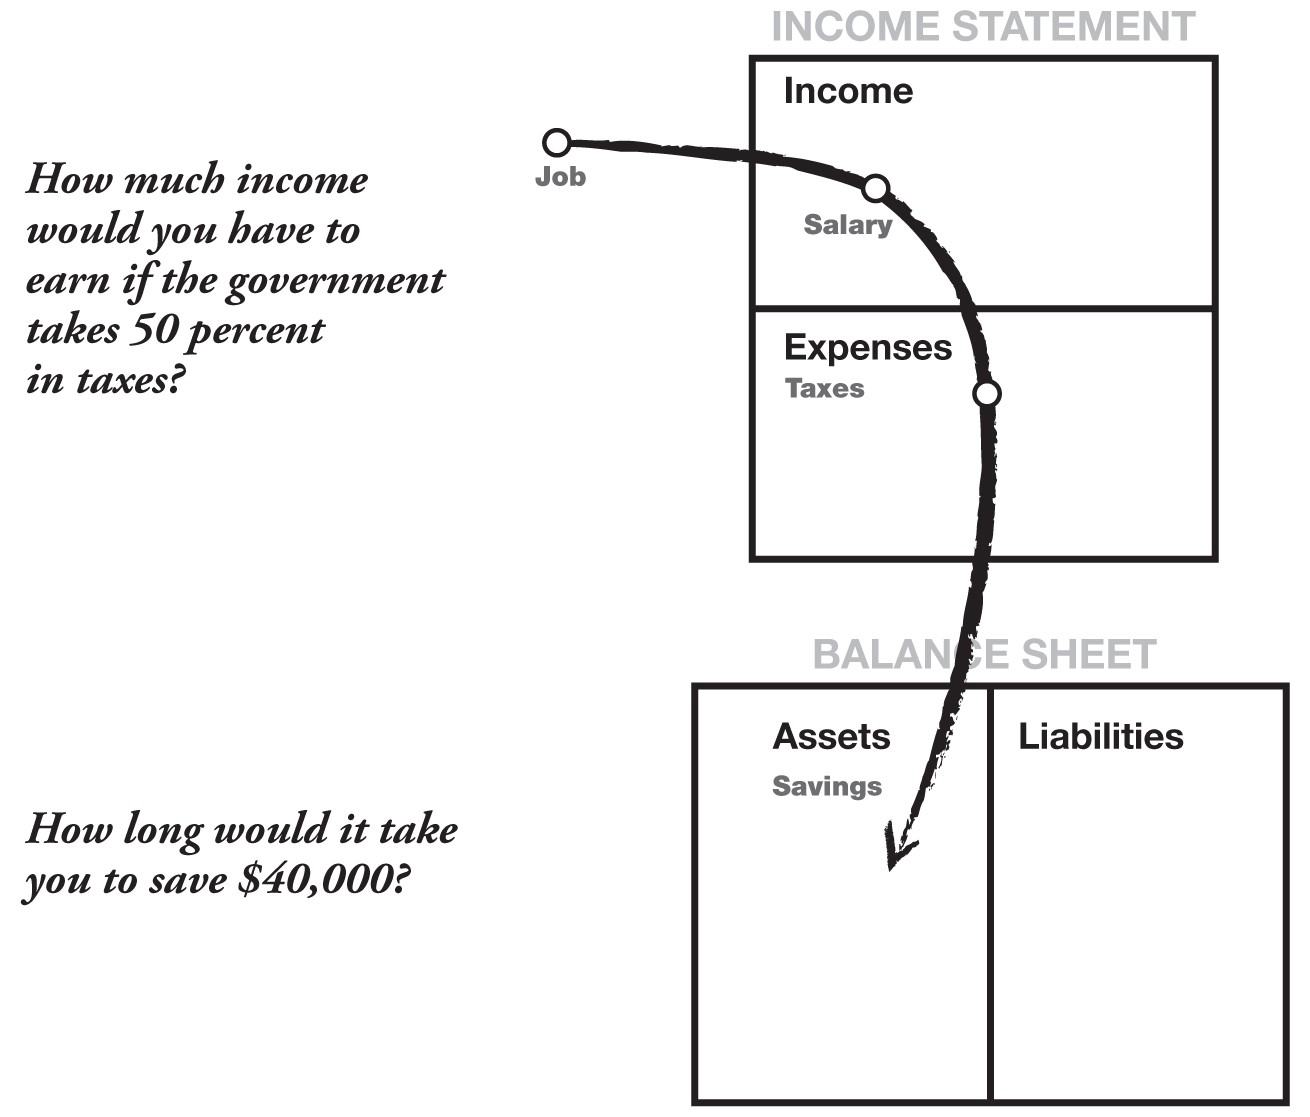 INCOME STATEMENT
Income
Job
Salary
How much income
would you have to
earn if the government
takes 50 percent
in taxes?
Expenses
Taxes
BALANCE SHEET
Assets
Liabilities
Savings
How long would it take
you to save $40,000?